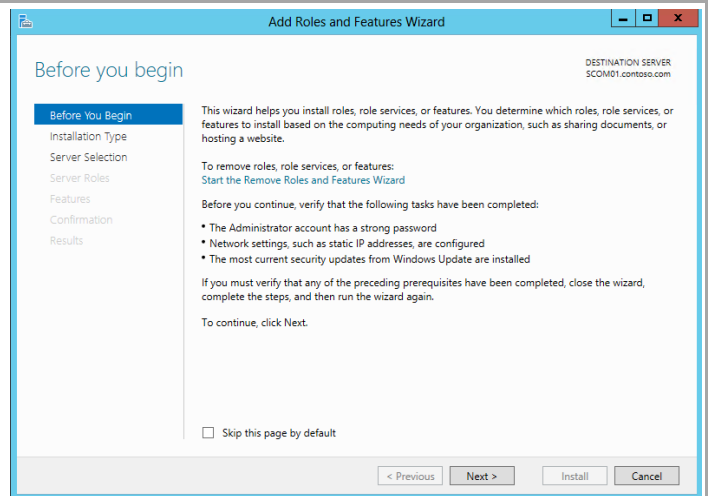 Add Roles and Features Wizard
Before you begin
DESTINATION SERVER
SCOM01.contoso.com
Before You Begin
Installation Type
Server Selection
Server Roles
Features
Confirmation
Results
This wizard helps you install roles, role services, or features. You determine which roles, role services, or
features to install based on the computing needs of your organization, such as sharing documents, or
hosting a website.
To remove roles, role services, or features:
Start the Remove Roles and Features Wizard
Before you continue, verify that the following tasks have been completed:
• The Administrator account has a strong password
• Network settings, such as static IP addresses, are configured
• The most current security updates from Windows Update are installed
If you must verify that any of the preceding prerequisites have been completed, close the wizard,
complete the steps, and then run the wizard again.
To continue, click Next.
Skip this page by default
< Previous
Next >
Install
Cancel